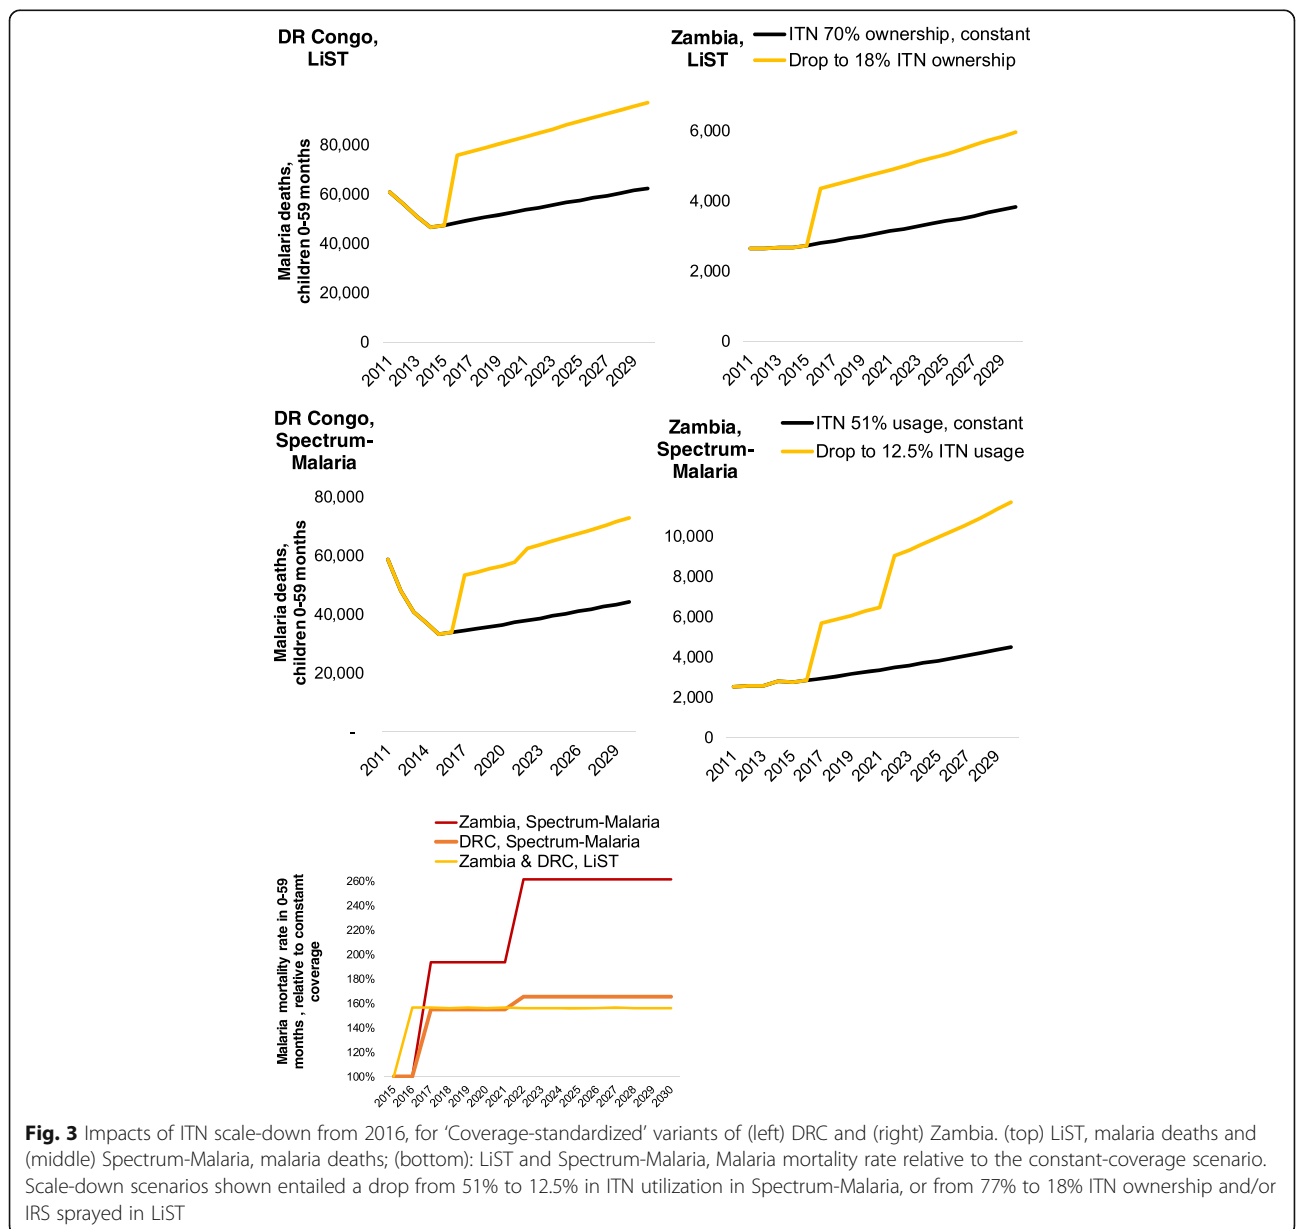 DR Congo,
LiST
Zambia,
LiST
ITN 70% ownership, constant
Drop to 18% ITN ownership
Malaria deaths,
children 0-59 months
80,000
60,000
40,000
20,000
0
2011
2013
2015
2017
2019
2021
2023
2025
2027
2029
6,000
4,000
2,000
0
2011
2013
2015
2017
2019
2021
2023
2025
2027
2029
DR Congo,
Spectrum-
Malaria
Zambia,
Spectrum-
Malaria
ITN 51% usage, constant
Drop to 12.5% ITN usage
Malaria deaths,
children 0-59 months
80,000
60,000
40,000
20,000
-
2011
2014
2017
2020
2023
2026
2029
10,000
8,000
6,000
4,000
2,000
0
2011
2013
2015
2017
2019
2021
2023
2025
2027
2029
Zambia, Spectrum-Malaria
DRC, Spectrum-Malaria
Zambia & DRC, LiST
Malaria mortality rate in 0-59
months , relative to comstamt
coverage
260%
240%
220%
200%
180%
160%
140%
120%
100%
2015
2016
2017
2018
2019
2020
2021
2022
2023
2024
2025
2026
2027
2028
2029
2030
Fig. 3 Impacts of ITN scale-down from 2016, for ‘Coverage-standardized’ variants of (left) DRC and (right) Zambia. (top) LiST, malaria deaths and
(middle) Spectrum-Malaria, malaria deaths; (bottom): LiST and Spectrum-Malaria, Malaria mortality rate relative to the constant-coverage scenario.
Scale-down scenarios shown entailed a drop from 51% to 12.5% in ITN utilization in Spectrum-Malaria, or from 77% to 18% ITN ownership and/or
IRS sprayed in LiST